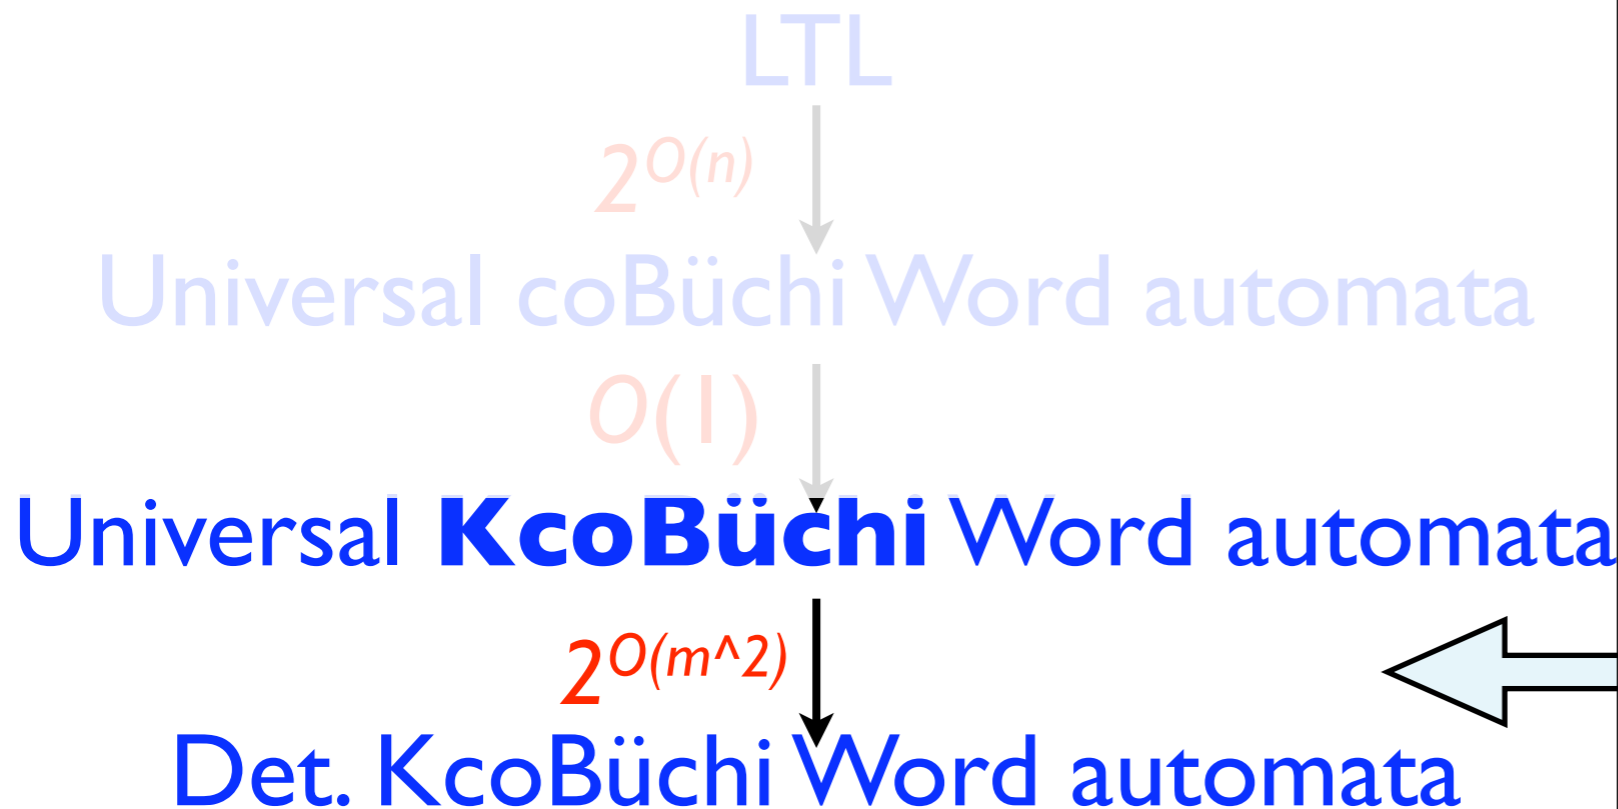 LTL
2^O(n)
Universal coBüchi Word automata
O(1)
Universal KcoBüchi Word automata
2^O(m^2)
Det. KcoBüchi Word automata